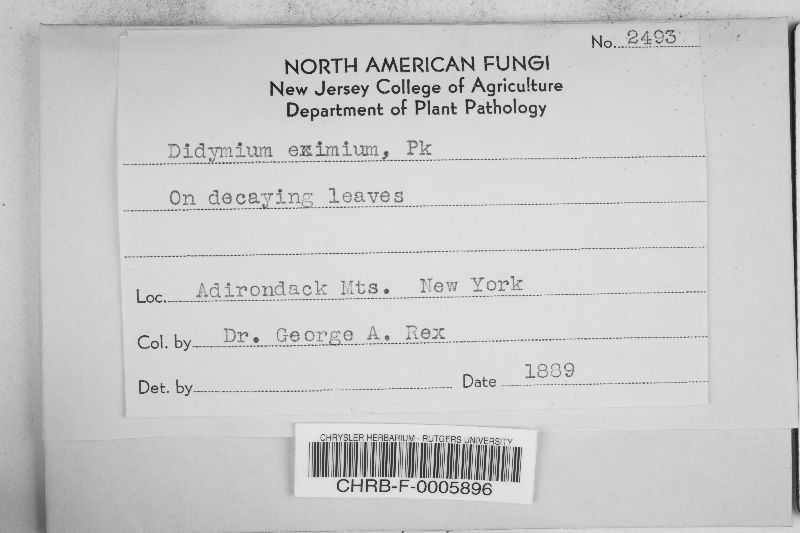 No. 2493
NORTH AMERICAN FUNGI
New Jersey College of Agriculture
Department of Plant Pathology
Didymium eximium, Pk
On decaying leaves
Loc. Adirondack Mts. New York
Col. by Dr. George A. Rex
Det. by Date 1889
CHRYSLER HERBARIUM - RUTGERS UNIVERSITY
CHRB-F-0005896